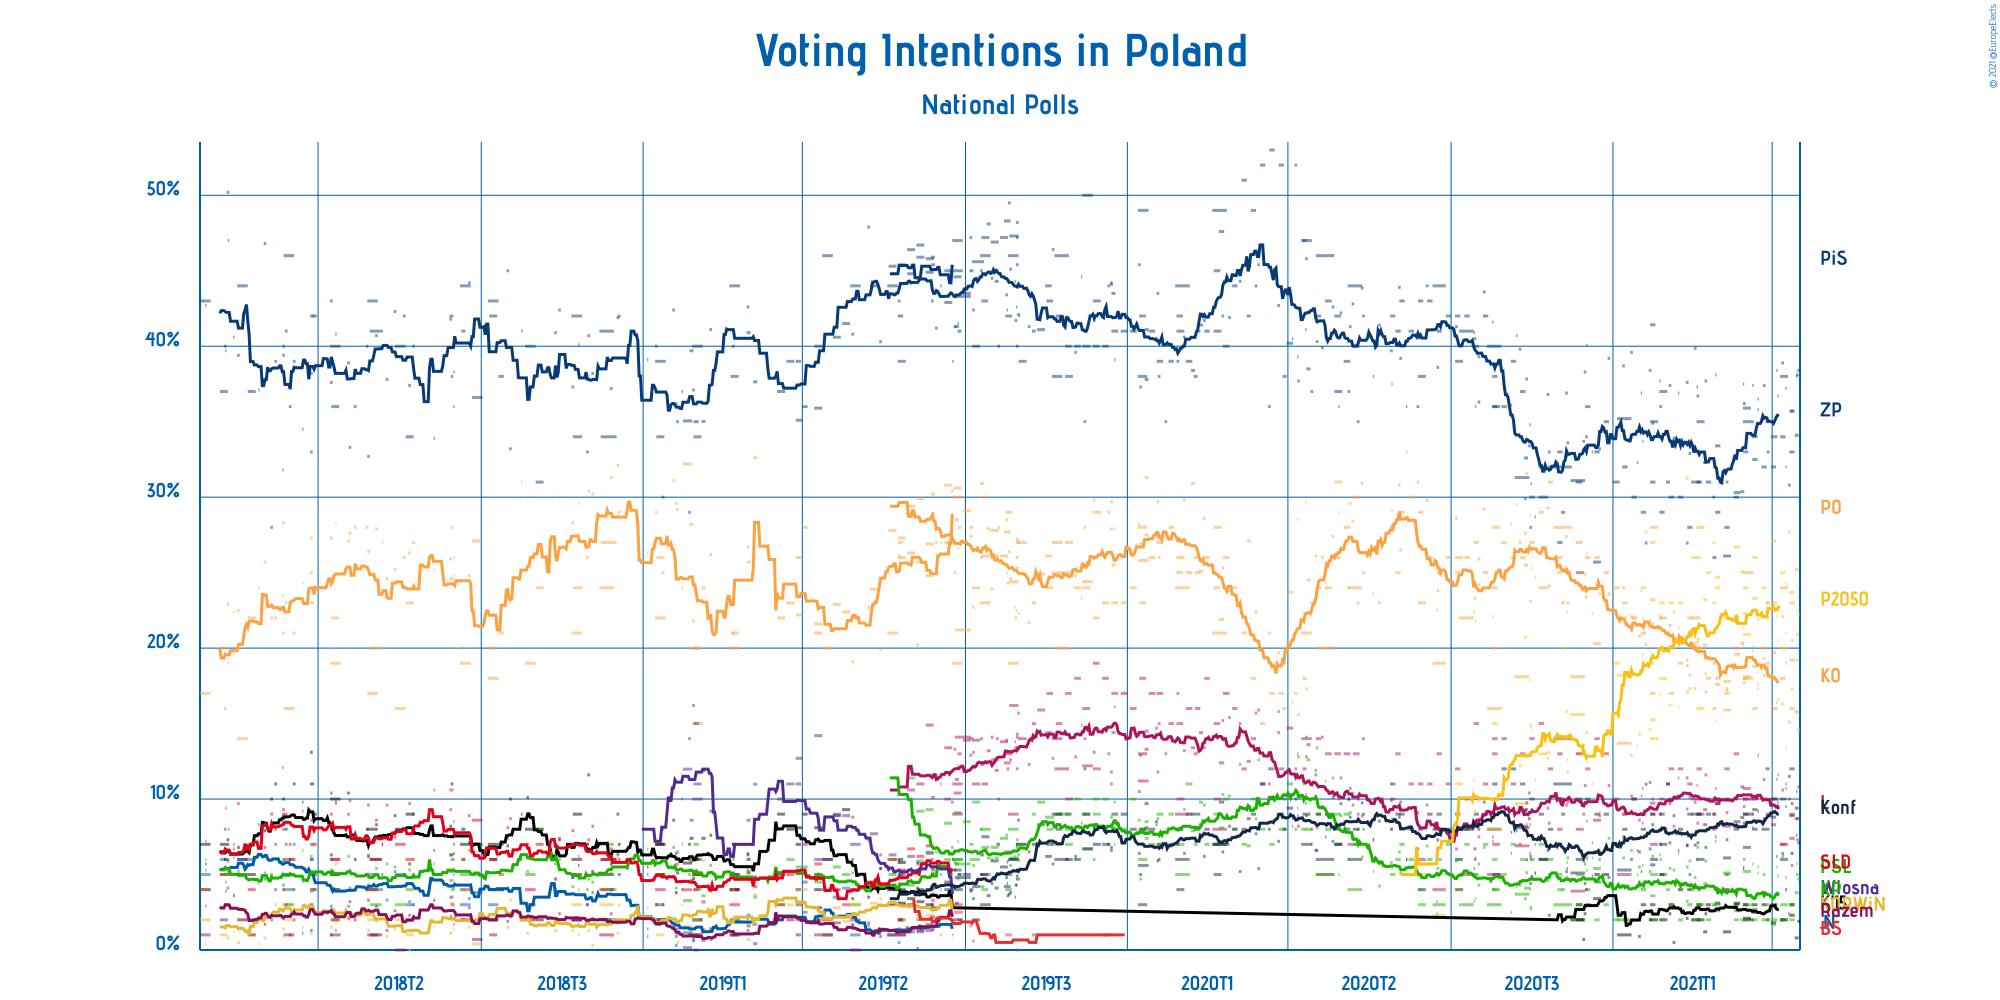 © 2021 @EuropeElects
Voting Intentions in Poland
National Polls
50%
40%
30%
20%
10%
0%
PiS
ZP
PO
P2050
KO
L
Konf
SLD
PSL
Wiosna
KORWiN
Razem
N
BS
2018T2
2018T3
2019T1
2019T2
2019T3
2020T1
2020T2
2020T3
2021T1